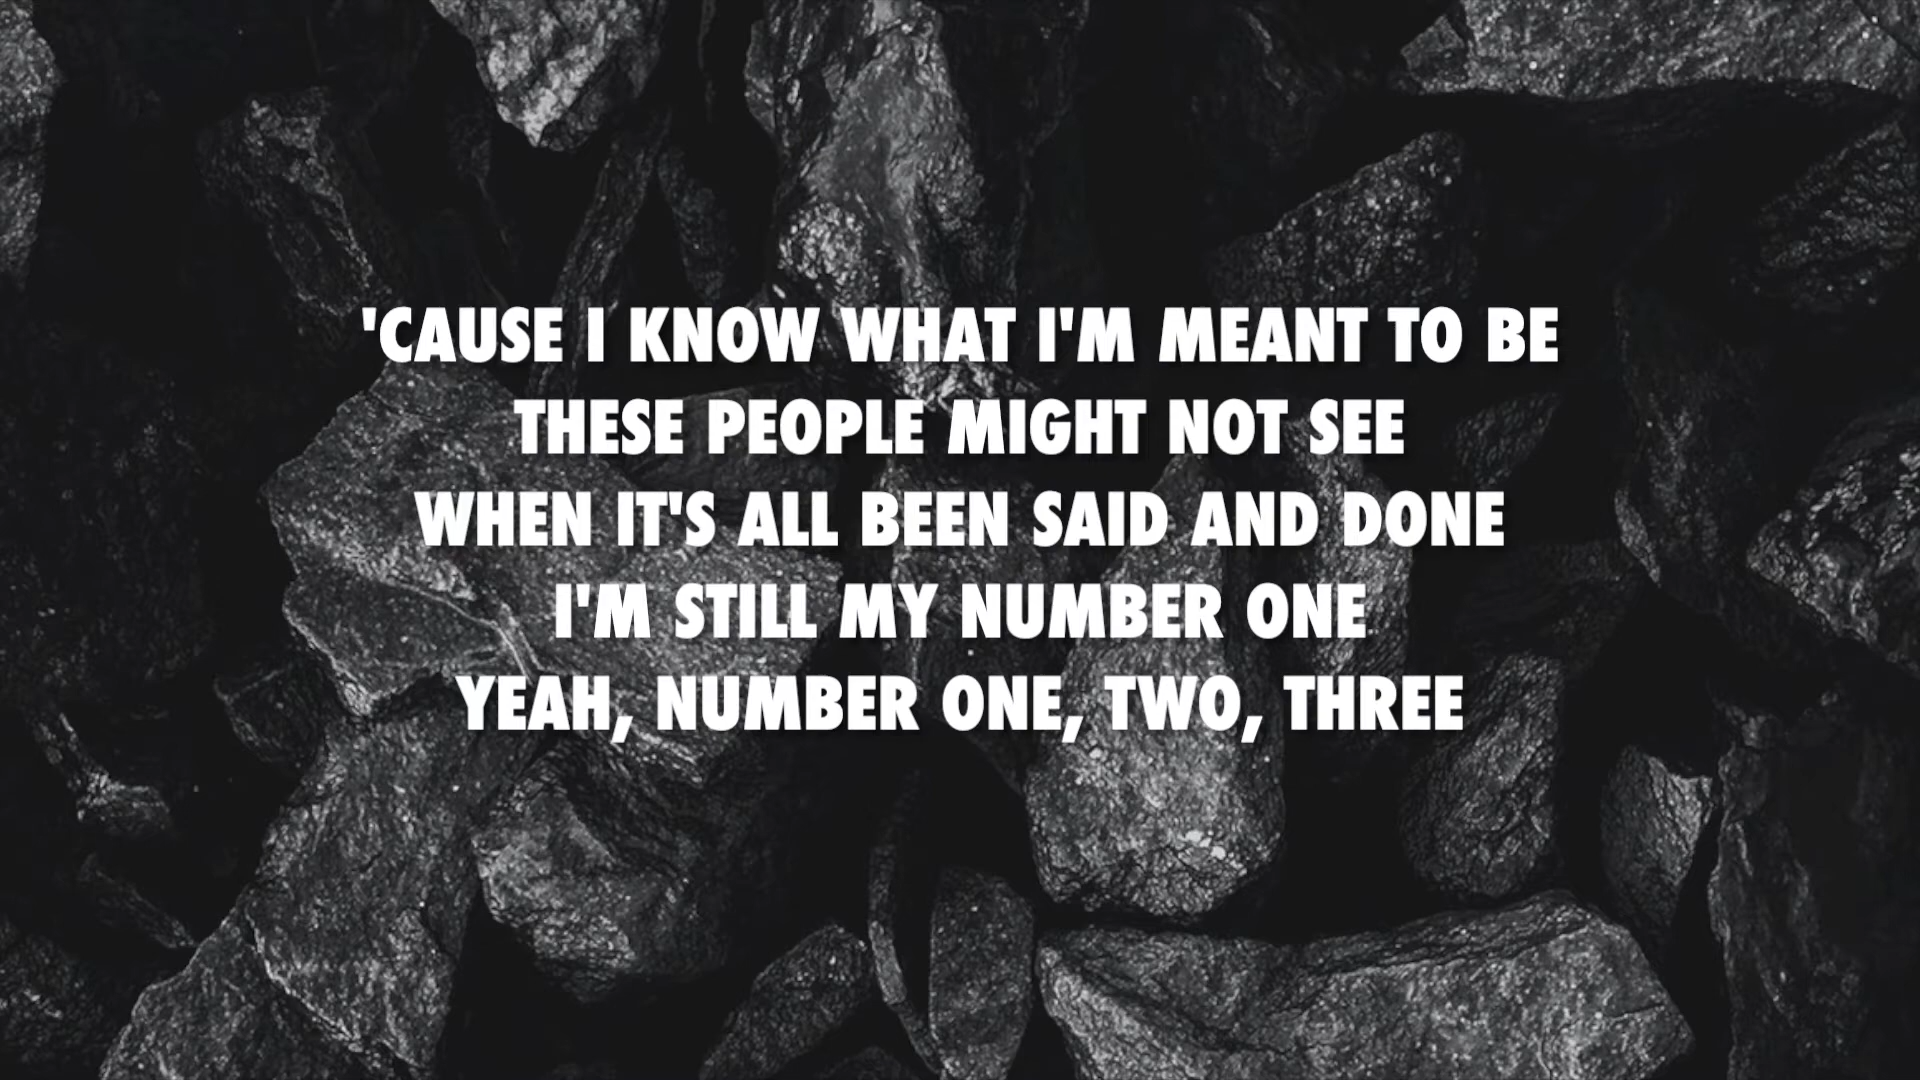 'CAUSE I KNOW WHAT I'M MEANT TO BE
THESE PEOPLE MIGHT NOT SEE
WHEN IT'S ALL BEEN SAID AND DONE
I'M STILL MY NUMBER ONE
YEAH, NUMBER ONE, TWO, THREE